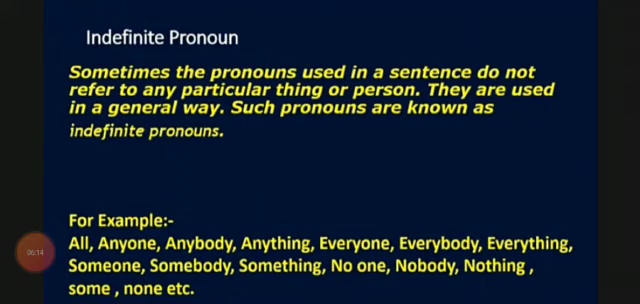 Indefinite Pronoun
Sometimes the pronouns used in a sentence do not
refer to any particular thing or person. They are used
in a general way. Such pronouns are known as
indefinite pronouns.
For Example:-
All, Anyone, Anybody, Anything, Everyone, Everybody, Everything,
Someone, Somebody, Something, No one, Nobody, Nothing ,
some , none etc.
06:14